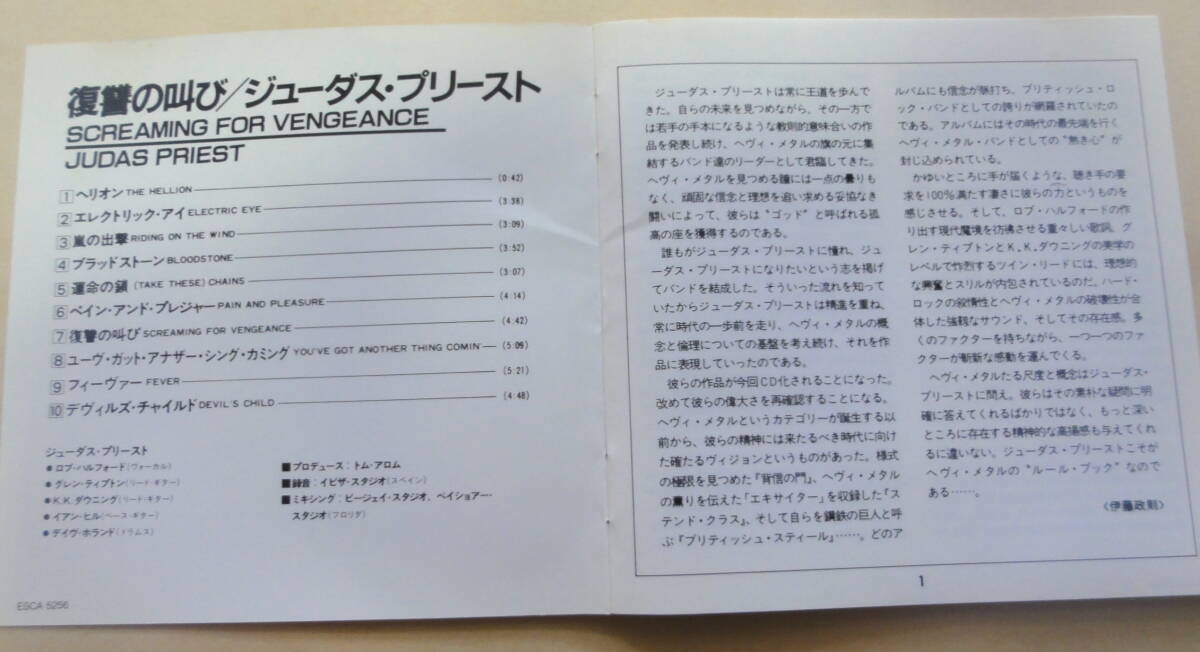 復讐の叫び/ジューダス・プリースト
SCREAMING FOR VENGEANCE
JUDAS PRIEST
1 ヘリオン THE HELLION (0:42)
2 エレクトリック・アイ ELECTRIC EYE (3:38)
3 嵐の出撃 RIDING ON THE WIND (3:09)
4 ブラッドストーン BLOODSTONE (3:52)
5 運命の鎖 (TAKE THESE) CHAINS (3:07)
6 ペイン・アンド・プレジャー PAIN AND PLEASURE (4:14)
7 復讐の叫び SCREAMING FOR VENGEANCE (4:42)
8 ユーヴ・ガット・アナザー・シング・カミング YOU'VE GOT ANOTHER THING COMIN' (5:09)
9 フィーヴァー FEVER (5:21)
10 デヴィルズ・チャイルド DEVIL'S CHILD (4:48)
ジューダス・プリースト
●ロブ・ハルフォード(ヴォーカル)
●グレン・ティプトン(リード・ギター)
●K.K.ダウニング(リード・ギター)
●イアン・ヒル(ベース・ギター)
●デイヴ・ホランド(ドラムス)
■プロデュース:トム・アロム
■録音:イビザ・スタジオ(スペイン)
■ミキシング:ビージェイ・スタジオ、ベイショアー・
スタジオ(フロリダ)
ESCA 5256
ジューダス・プリーストは常に王道を歩んで
きた。自らの未来を見つめながら、その一方で
は若手の手本になるような教則的意味合いの作
品を発表し続け、ヘヴィ・メタルの旗の元に集
結するバンド達のリーダーとして君臨してきた。
ヘヴィ・メタルを見つめる瞳には一点の曇りも
なく、頑固な信念と理想を追い求める妥協なき
闘いによって、彼らは“ゴッド”と呼ばれる孤
高の座を獲得するのである。
誰もがジューダス・プリーストに憧れ、ジュ
ーダス・プリーストになりたいという志を掲げ
てバンドを結成した。そういった流れを知って
いたからジューダス・プリーストは精進を重ね、
常に時代の一歩前を走り、ヘヴィ・メタルの概
念と倫理についての基盤を考え続け、それを作
品に表現していったのである。
彼らの作品が今回CD化されることになった。
改めて彼らの偉大さを再確認することになる。
ヘヴィ・メタルというカテゴリーが誕生する以
前から、彼らの精神には来たるべき時代に向け
た確たるヴィジョンというものがあった。様式
の極限を見つめた『背信の門』、ヘヴィ・メタル
の薫りを伝えた「エキサイター」を収録した『ス
テンド・クラス』、そして自らを鋼鉄の巨人と呼
ぶ『ブリティッシュ・スティール』……。どのア
ルバムにも信念が脈打ち、ブリティッシュ・ロ
ック・バンドとしての誇りが網羅されていたの
である。アルバムにはその時代の最先端を行く
ヘヴィ・メタル・バンドとしての“熱き心”が
封じ込められている。
かゆいところに手が届くような、聴き手の要
求を100%満たす凄さに彼らの力というものを
感じさせる。そして、ロブ・ハルフォードの作
り出す現代魔境を彷彿させる重々しい歌詞、グ
レン・ティプトンとK.K.ダウニングの美学の
レベルで炸烈するツイン・リードには、理想的
な興奮とスリルが内包されているのだ。ハード・
ロックの叙情性とヘヴィ・メタルの破壊性が合
体した強靱なサウンド、そしてその存在感。多
くのファクターを持ちながら、一つ一つのファ
クターが斬新な感動を運んでくる。
ヘヴィ・メタルたる尺度と概念はジューダス・
プリーストに問え。彼らはその素朴な疑問に明
確に答えてくれるばかりではなく、もっと深い
ところに存在する精神的な高揚感も与えてくれ
るに違いない。ジューダス・プリーストこそが
ヘヴィ・メタルの“ルール・ブック”なので
ある……。
〈伊藤政則〉
1